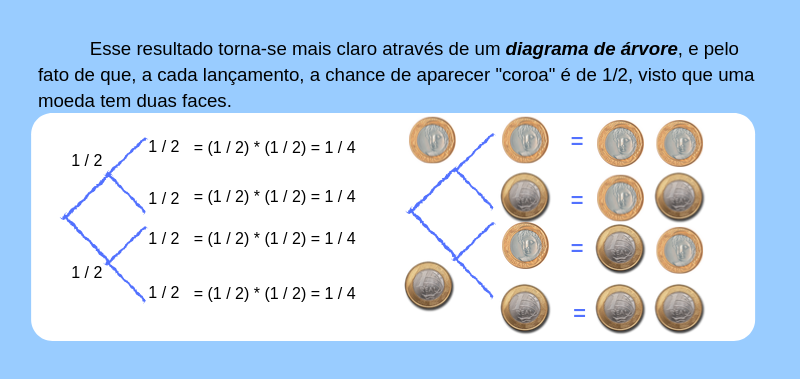 Esse resultado torna-se mais claro através de um diagrama de árvore, e pelo
fato de que, a cada lançamento, a chance de aparecer "coroa" é de 1/2, visto que uma
moeda tem duas faces.
1 / 2
1 / 2 = (1 / 2) * (1 / 2) = 1 / 4
1 / 2 = (1 / 2) * (1 / 2) = 1 / 4
1 / 2 = (1 / 2) * (1 / 2) = 1 / 4
1 / 2
1 / 2 = (1 / 2) * (1 / 2) = 1 / 4
=
=
=
=